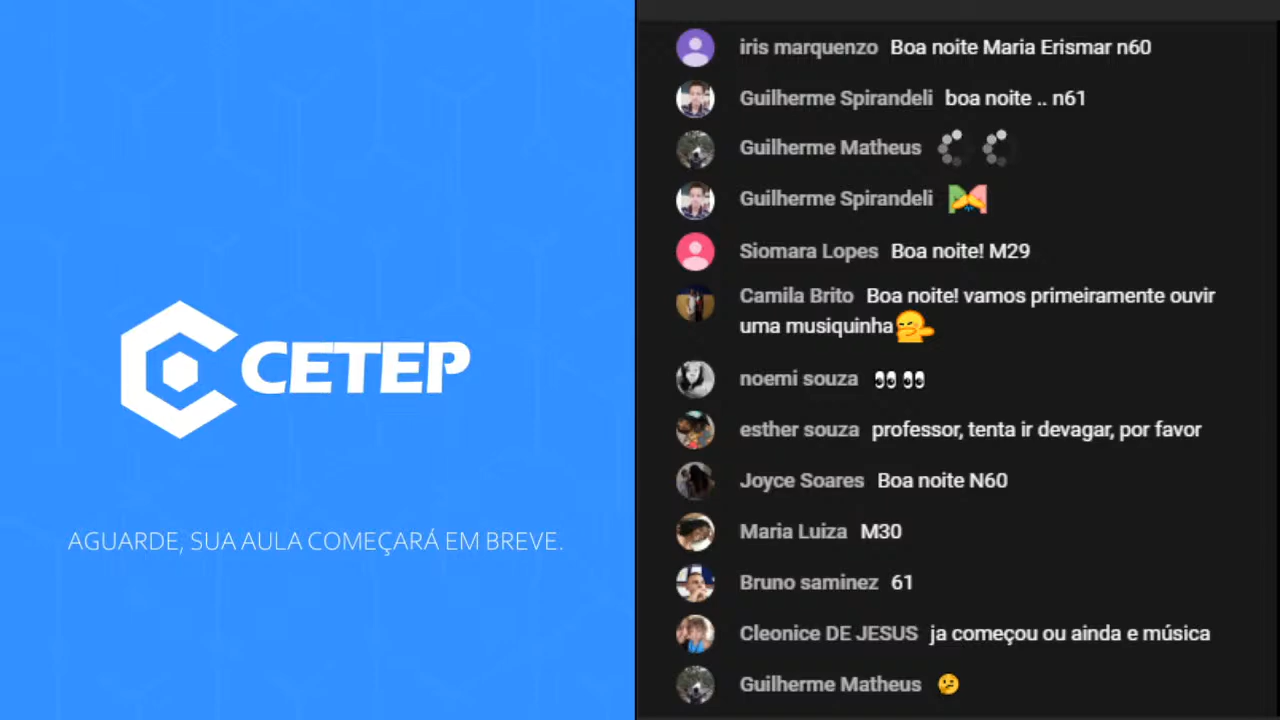 CETEP
AGUARDE, SUA AULA COMEÇARÁ EM BREVE.
iris marquenzo Boa noite Maria Erismar n60
Guilherme Spirandeli boa noite .. n61
Guilherme Matheus
Guilherme Spirandeli
Siomara Lopes Boa noite! M29
Camila Brito Boa noite! vamos primeiramente ouvir
uma musiquinha
noemi souza 👀 👀
esther souza professor, tenta ir devagar, por favor
Joyce Soares Boa noite N60
Maria Luiza M30
Bruno saminez 61
Cleonice DE JESUS ja começou ou ainda e música
Guilherme Matheus 🤔